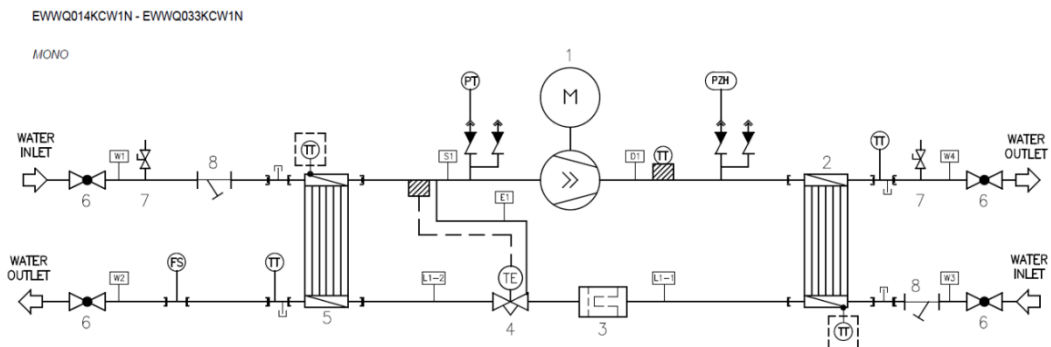 EWWQ014KCW1N - EWWQ033KCW1N
MONO
1
M
PT
PZH
WATER
INLET
W1
8
TT
S1
D1
TT
2
TT
W4
WATER
OUTLET
6
7
E1
7
6
WATER
OUTLET
W2
FS
TT
L1-2
TE
L1-1
8
W3
WATER
INLET
6
5
4
3
TT
6